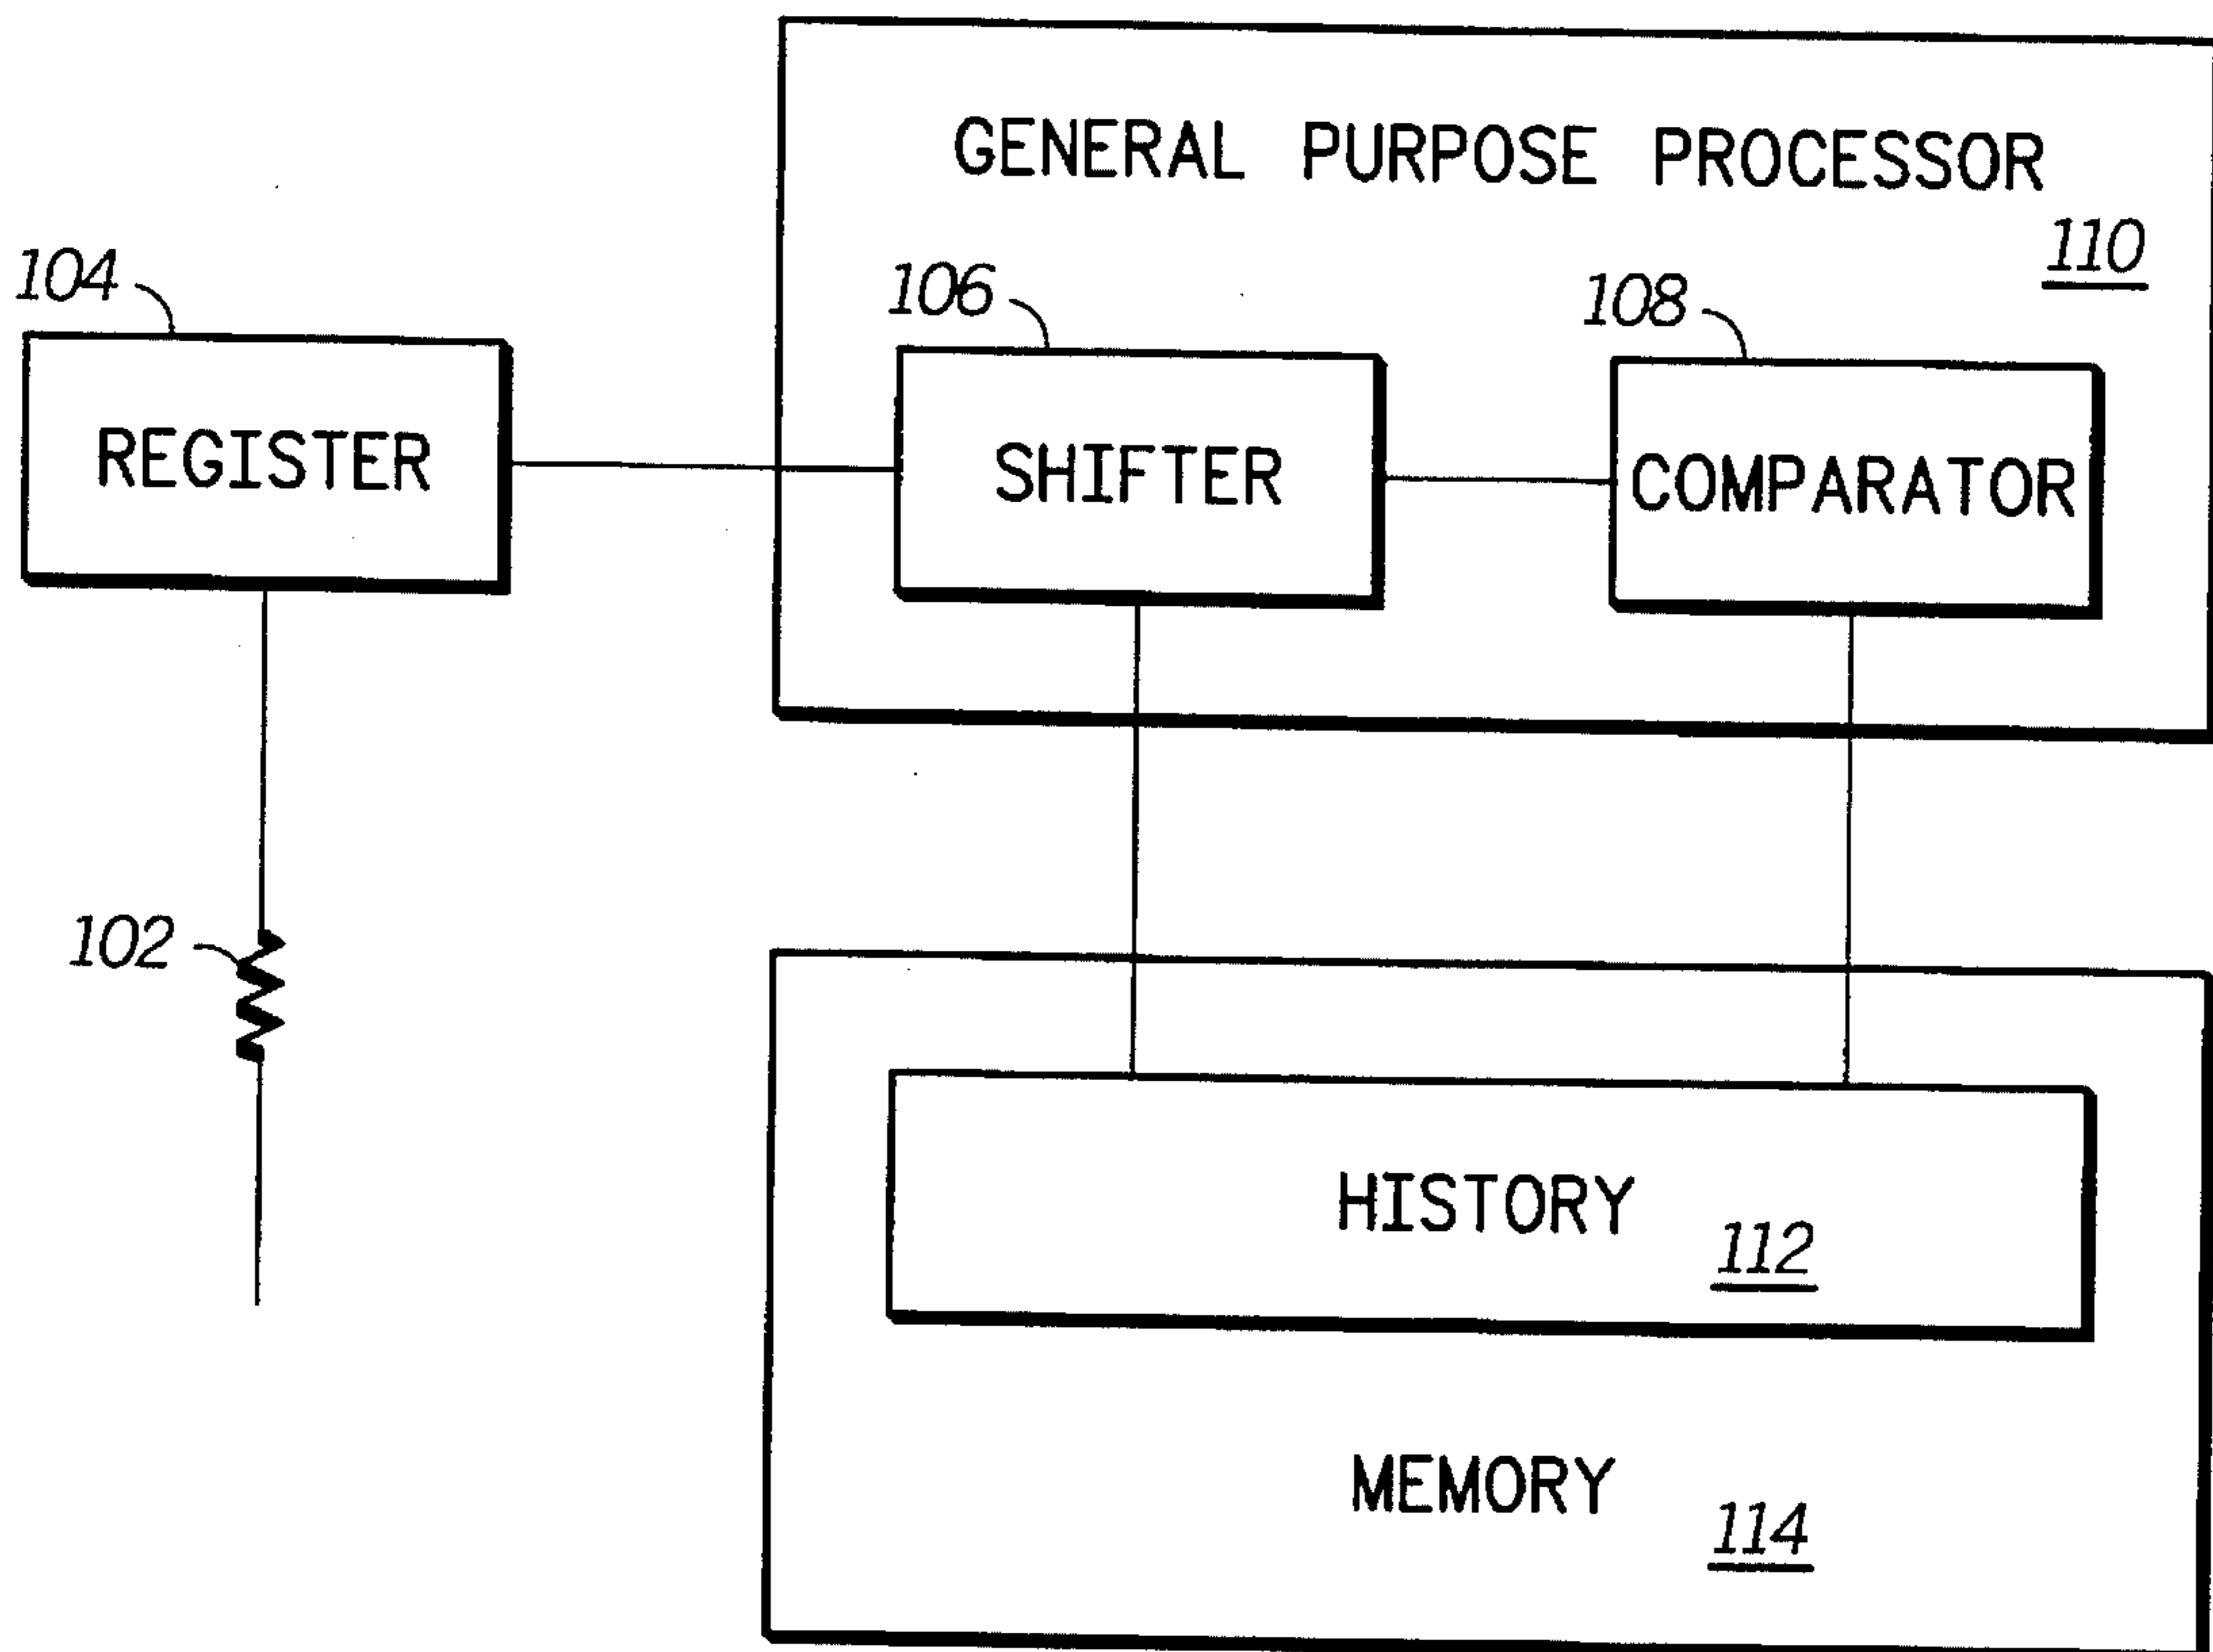 GENERAL PURPOSE PROCESSOR
110
104
106
108
REGISTER
SHIFTER
COMPARATOR
102
HISTORY
112
MEMORY
114